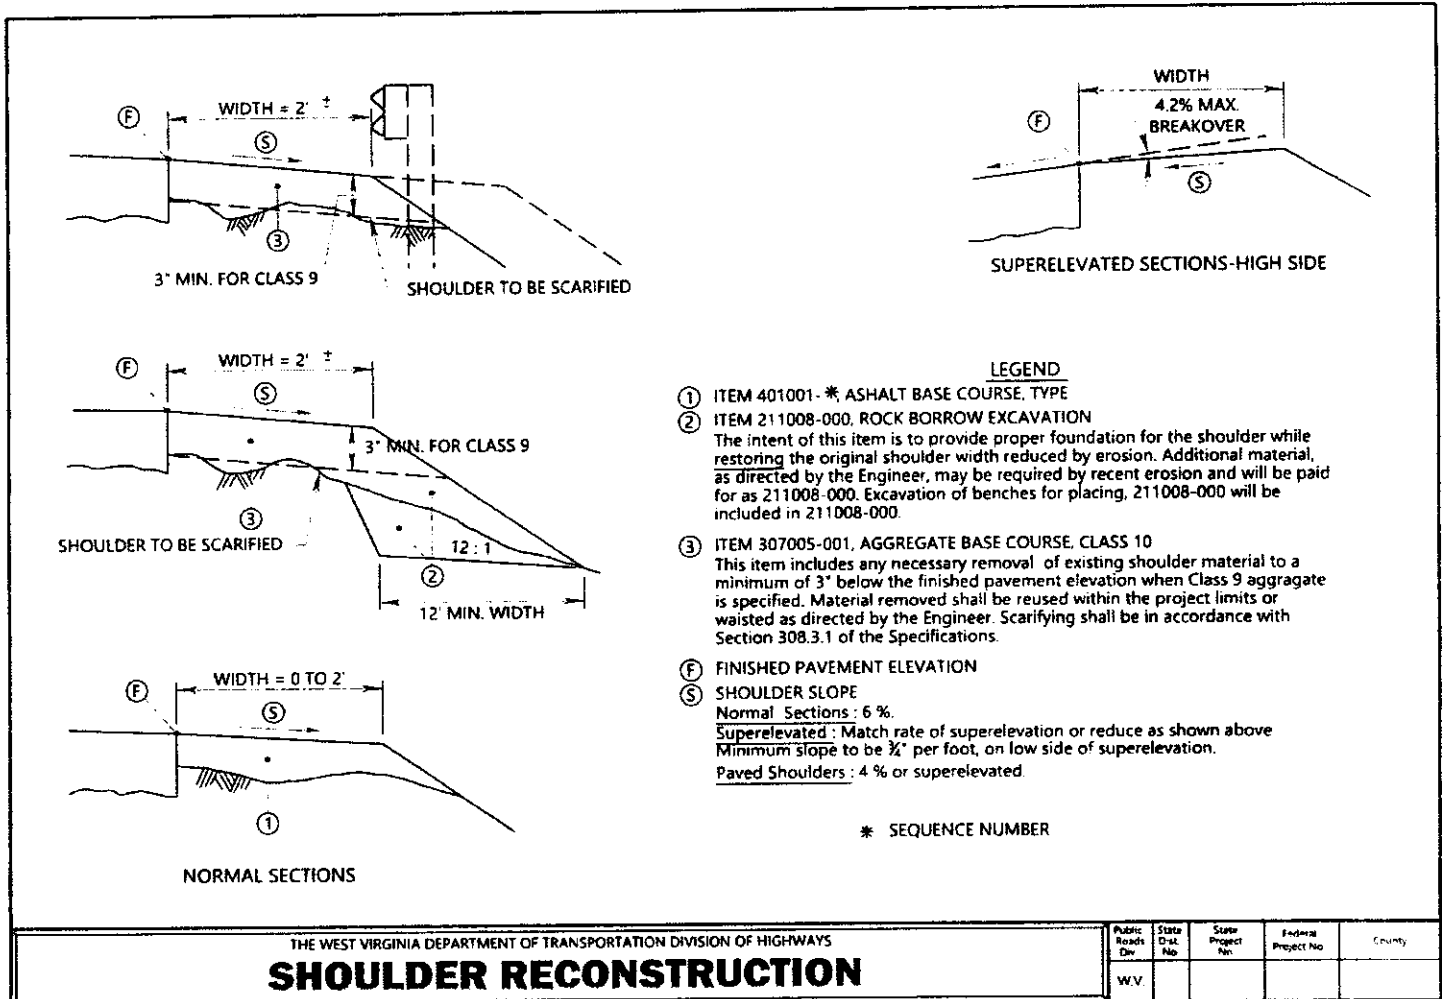 WIDTH = 2' ±
Ⓕ
Ⓢ
③
3" MIN. FOR CLASS 9
SHOULDER TO BE SCARIFIED
WIDTH
4.2% MAX.
BREAKOVER
Ⓕ
Ⓢ
SUPERELEVATED SECTIONS-HIGH SIDE
WIDTH = 2' ±
Ⓕ
Ⓢ
3" MIN. FOR CLASS 9
③
SHOULDER TO BE SCARIFIED
12 : 1
②
12' MIN. WIDTH
WIDTH = 0 TO 2'
Ⓕ
Ⓢ
①
NORMAL SECTIONS
LEGEND
① ITEM 401001-*, ASHALT BASE COURSE, TYPE
② ITEM 211008-000, ROCK BORROW EXCAVATION
The intent of this item is to provide proper foundation for the shoulder while
restoring the original shoulder width reduced by erosion. Additional material,
as directed by the Engineer, may be required by recent erosion and will be paid
for as 211008-000. Excavation of benches for placing, 211008-000 will be
included in 211008-000.
③ ITEM 307005-001, AGGREGATE BASE COURSE, CLASS 10
This item includes any necessary removal of existing shoulder material to a
minimum of 3" below the finished pavement elevation when Class 9 aggragate
is specified. Material removed shall be reused within the project limits or
waisted as directed by the Engineer. Scarifying shall be in accordance with
Section 308.3.1 of the Specifications.
Ⓕ FINISHED PAVEMENT ELEVATION
Ⓢ SHOULDER SLOPE
Normal Sections : 6 %.
Superelevated : Match rate of superelevation or reduce as shown above
Minimum slope to be ¾" per foot, on low side of superelevation.
Paved Shoulders : 4 % or superelevated.
* SEQUENCE NUMBER
THE WEST VIRGINIA DEPARTMENT OF TRANSPORTATION DIVISION OF HIGHWAYS
SHOULDER RECONSTRUCTION
Public Roads Div
State Dist. No
State Project No.
Federal Project No
County
W.V.